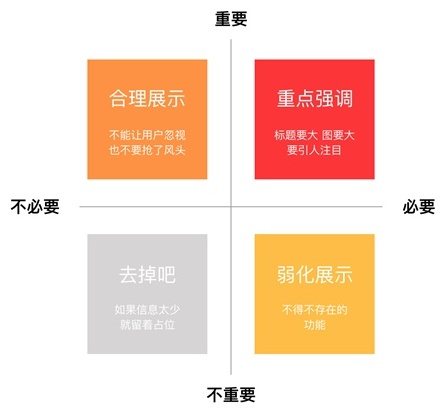 重要
合理展示
不能让用户忽视
也不要抢了风头
重点强调
标题要大 图要大
要引人注目
不必要
必要
去掉吧
如果信息太少
就留着占位
弱化展示
不得不存在的
功能
不重要